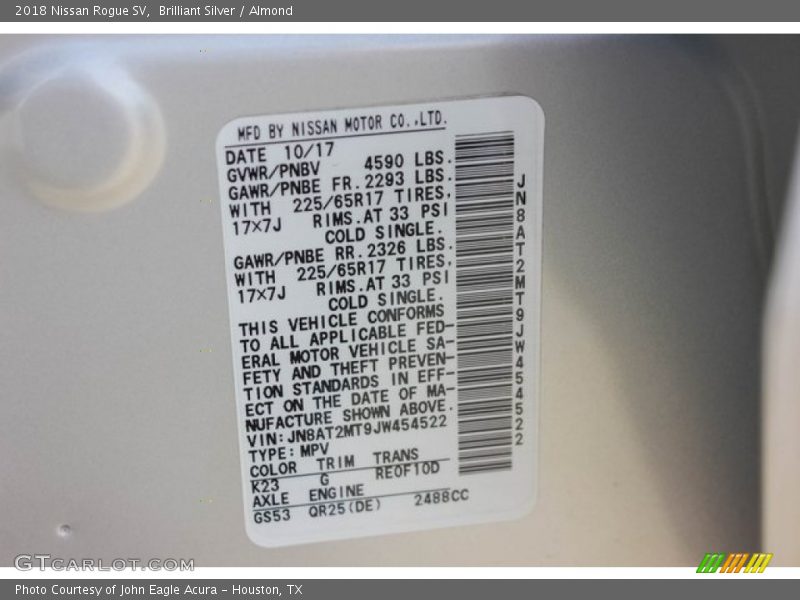 2018 Nissan Rogue SV, Brilliant Silver / Almond
MFD BY NISSAN MOTOR CO.,LTD.
DATE 10/17
GVWR/PNBV 4590 LBS.
GAWR/PNBE FR. 2293 LBS.
WITH 225/65R17 TIRES,
17×7J RIMS.AT 33 PSI
COLD SINGLE.
GAWR/PNBE RR. 2326 LBS.
WITH 225/65R17 TIRES,
17×7J RIMS.AT 33 PSI
COLD SINGLE.
THIS VEHICLE CONFORMS
TO ALL APPLICABLE FED-
ERAL MOTOR VEHICLE SA-
FETY AND THEFT PREVEN-
TION STANDARDS IN EFF-
ECT ON THE DATE OF MA-
NUFACTURE SHOWN ABOVE.
VIN:JN8AT2MT9JW454522
TYPE:MPV
COLOR TRIM TRANS
K23 G RE0F10D
AXLE ENGINE
GS53 QR25(DE) 2488CC
JN8AT2MT9JW454522
GTCARLOT.COM
Photo Courtesy of John Eagle Acura - Houston, TX